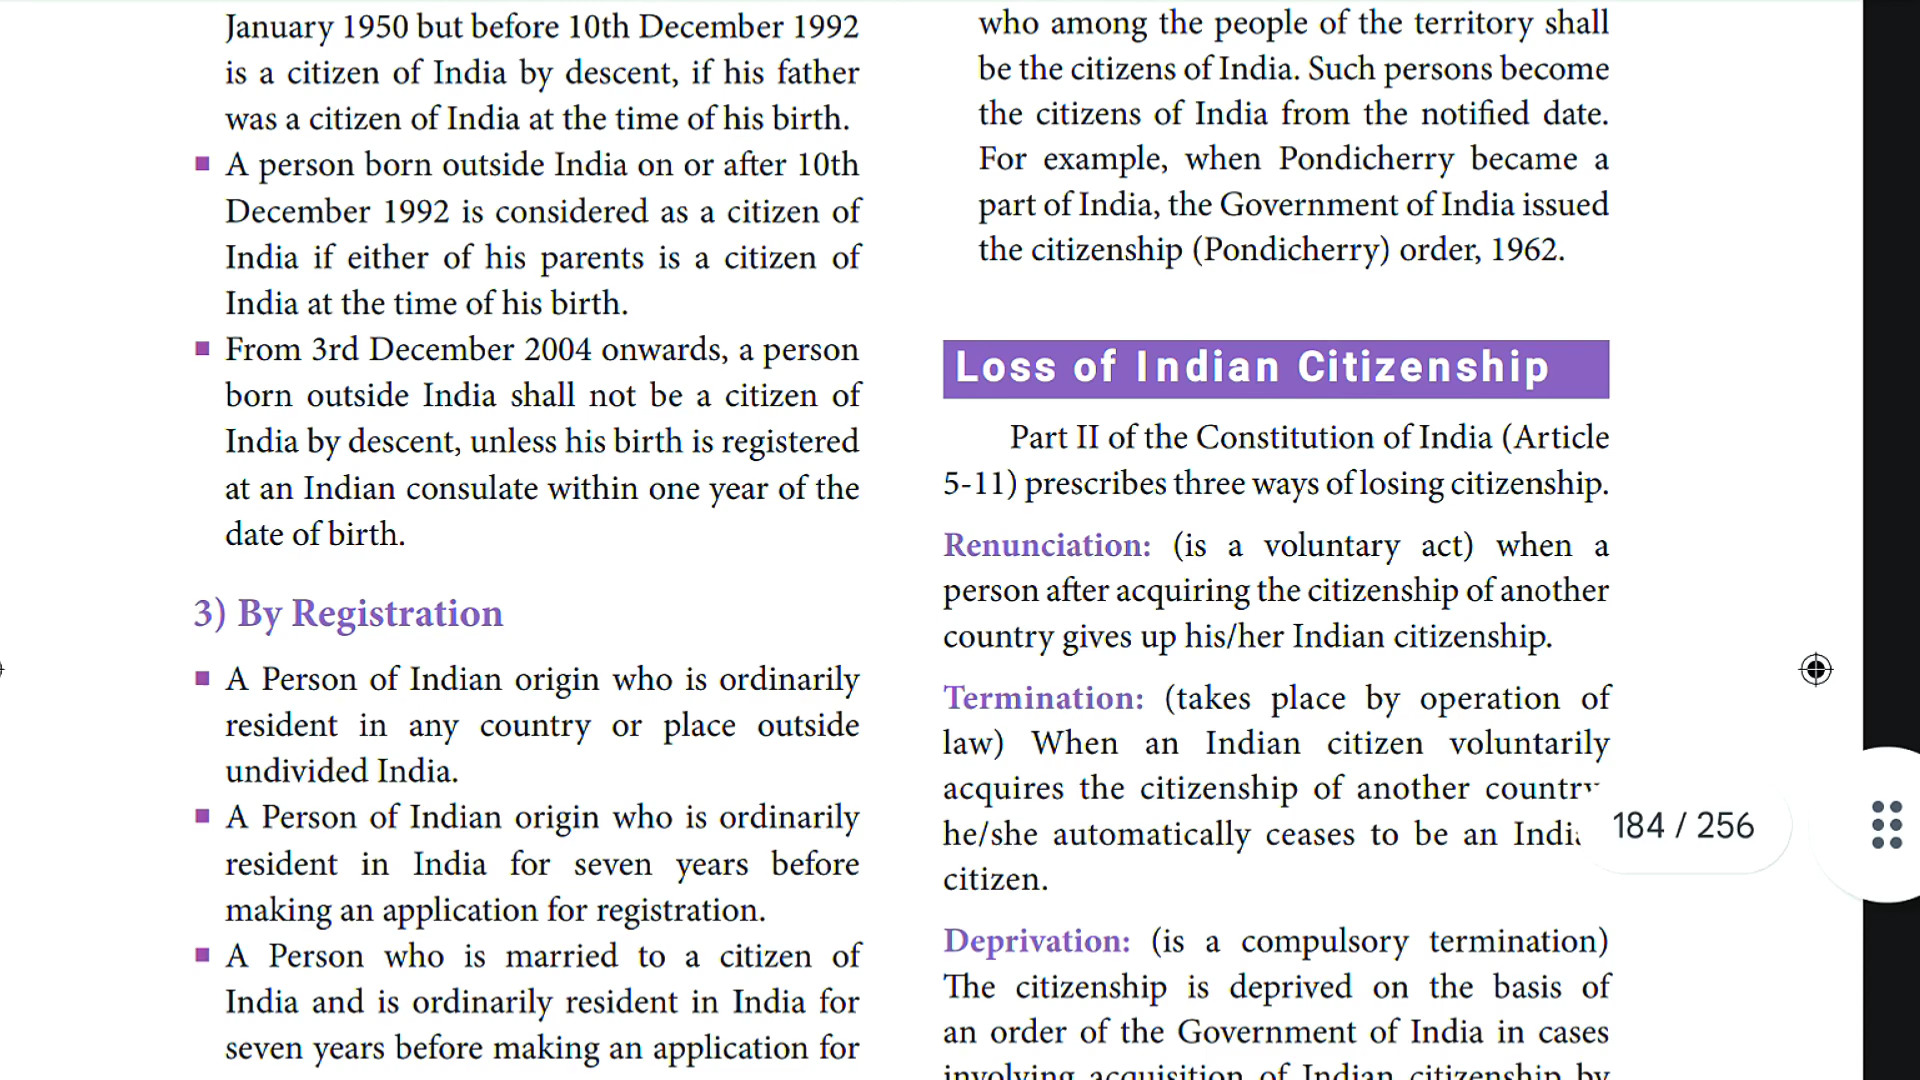 January 1950 but before 10th December 1992
is a citizen of India by descent, if his father
was a citizen of India at the time of his birth.
A person born outside India on or after 10th
December 1992 is considered as a citizen of
India if either of his parents is a citizen of
India at the time of his birth.
From 3rd December 2004 onwards, a person
born outside India shall not be a citizen of
India by descent, unless his birth is registered
at an Indian consulate within one year of the
date of birth.
3) By Registration
A Person of Indian origin who is ordinarily
resident in any country or place outside
undivided India.
A Person of Indian origin who is ordinarily
resident in India for seven years before
making an application for registration.
A Person who is married to a citizen of
India and is ordinarily resident in India for
seven years before making an application for
who among the people of the territory shall
be the citizens of India. Such persons become
the citizens of India from the notified date.
For example, when Pondicherry became a
part of India, the Government of India issued
the citizenship (Pondicherry) order, 1962.
Loss of Indian Citizenship
Part II of the Constitution of India (Article
5-11) prescribes three ways of losing citizenship.
Renunciation: (is a voluntary act) when a
person after acquiring the citizenship of another
country gives up his/her Indian citizenship.
Termination: (takes place by operation of
law) When an Indian citizen voluntarily
acquires the citizenship of another country
he/she automatically ceases to be an
citizen.
Deprivation: (is a compulsory termination)
The citizenship is deprived on the basis of
an order of the Government of India in cases
involving acquisition of Indian citizenship by
184 / 256